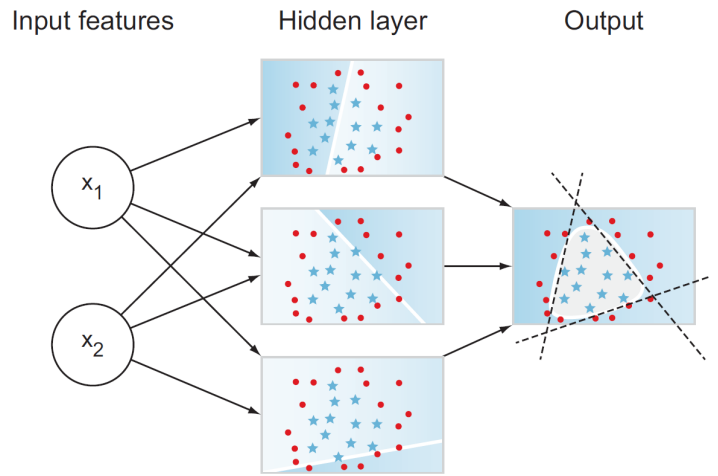 Input features
Hidden layer
Output
x1
x2